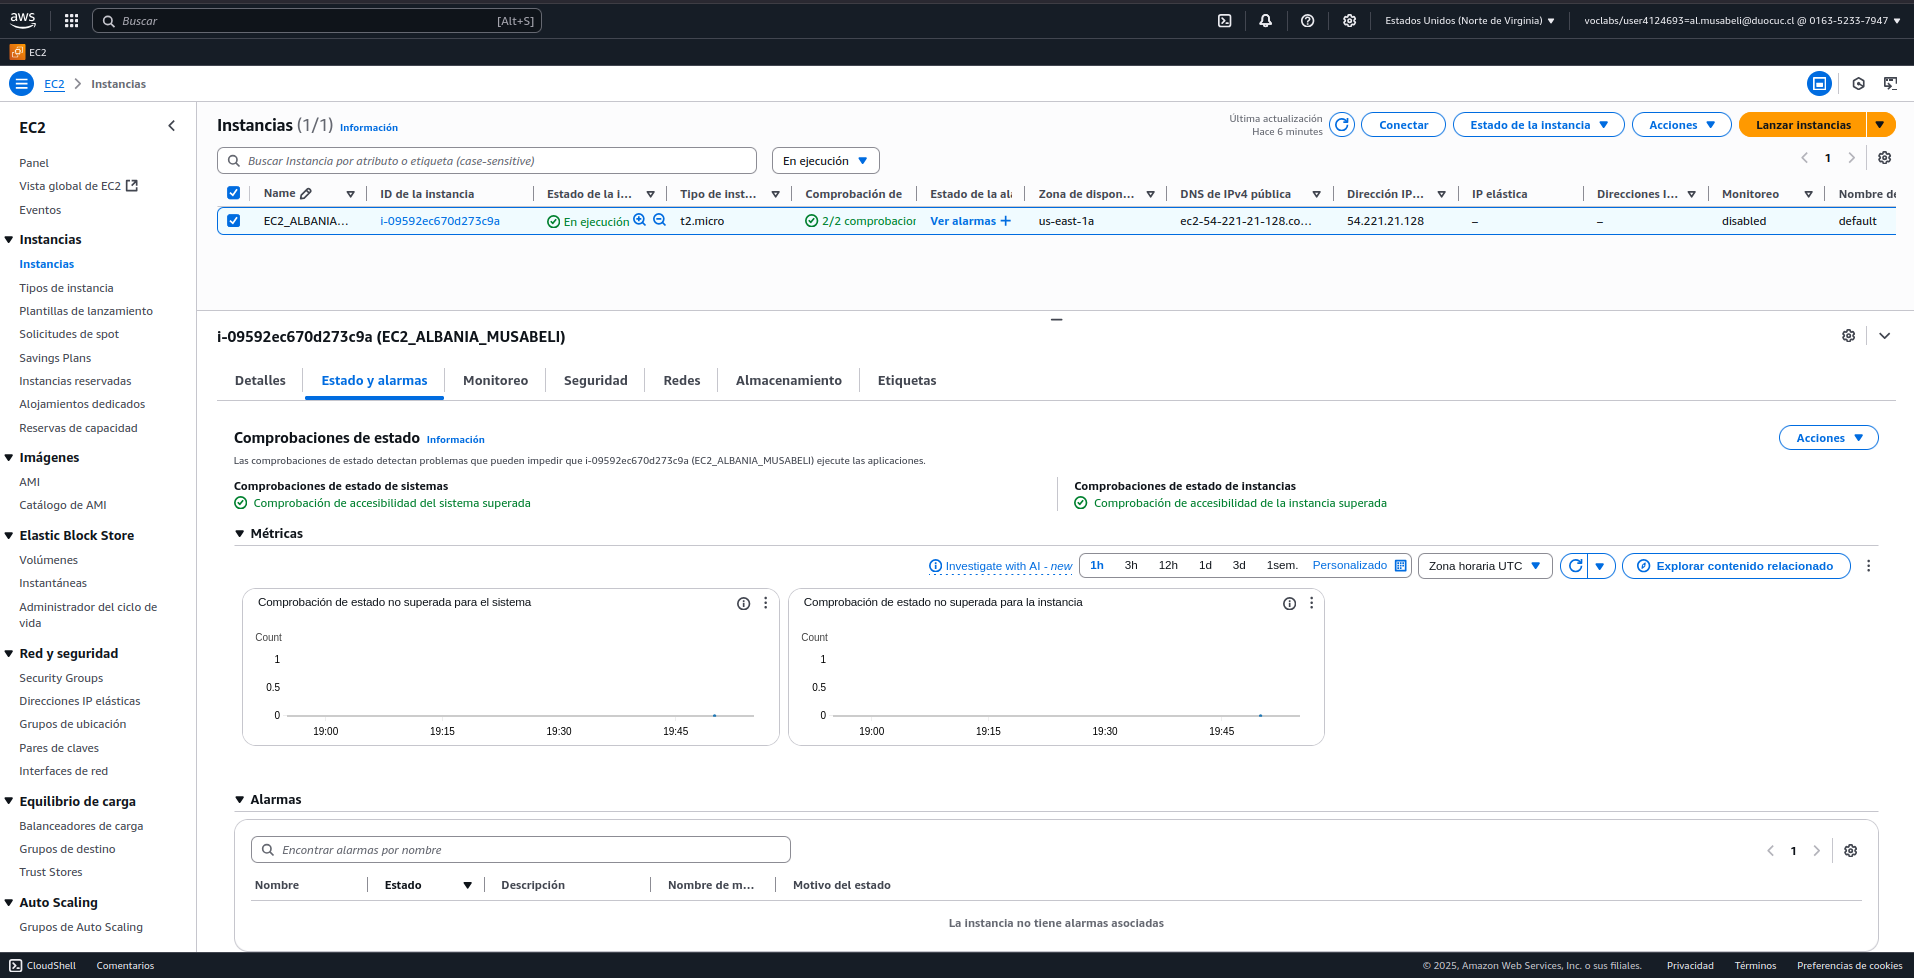 aws
Buscar
[Alt+S]
Estados Unidos (Norte de Virginia)
voclabs/user4124693=al.musabeli@duocuc.cl @ 0163-5233-7947
EC2
EC2
Instancias
EC2
Panel
Vista global de EC2
Eventos
Instancias
Instancias
Tipos de instancia
Plantillas de lanzamiento
Solicitudes de spot
Savings Plans
Instancias reservadas
Alojamientos dedicados
Reservas de capacidad
Imágenes
AMI
Catálogo de AMI
Elastic Block Store
Volúmenes
Instantáneas
Administrador del ciclo de
vida
Red y seguridad
Security Groups
Direcciones IP elásticas
Grupos de ubicación
Pares de claves
Interfaces de red
Equilibrio de carga
Balanceadores de carga
Grupos de destino
Trust Stores
Auto Scaling
Grupos de Auto Scaling
Instancias (1/1) Información
Última actualización
Hace 6 minutes
Conectar
Estado de la instancia
Acciones
Lanzar instancias
Buscar Instancia por atributo o etiqueta (case-sensitive)
En ejecución
1
Name ID de la instancia Estado de la i... Tipo de inst... Comprobación de Estado de la al Zona de dispon... DNS de IPv4 pública Dirección IP... IP elástica Direcciones I... Monitoreo Nombre de
EC2_ALBANIA... i-09592ec670d273c9a En ejecución t2.micro 2/2 comprobacior Ver alarmas + us-east-1a ec2-54-221-21-128.co... 54.221.21.128 – – disabled default
i-09592ec670d273c9a (EC2_ALBANIA_MUSABELI)
Detalles Estado y alarmas Monitoreo Seguridad Redes Almacenamiento Etiquetas
Comprobaciones de estado Información
Acciones
Las comprobaciones de estado detectan problemas que pueden impedir que i-09592ec670d273c9a (EC2_ALBANIA_MUSABELI) ejecute las aplicaciones.
Comprobaciones de estado de sistemas
Comprobación de accesibilidad del sistema superada
Comprobaciones de estado de instancias
Comprobación de accesibilidad de la instancia superada
Métricas
Investigate with AI - new
1h 3h 12h 1d 3d 1sem. Personalizado
Zona horaria UTC
Explorar contenido relacionado
Comprobación de estado no superada para el sistema
Count
1
0.5
0
19:00 19:15 19:30 19:45
Comprobación de estado no superada para la instancia
Count
1
0.5
0
19:00 19:15 19:30 19:45
Alarmas
Encontrar alarmas por nombre
1
Nombre Estado Descripción Nombre de m... Motivo del estado
La instancia no tiene alarmas asociadas
CloudShell Comentarios
© 2025, Amazon Web Services, Inc. o sus filiales. Privacidad Términos Preferencias de cookies